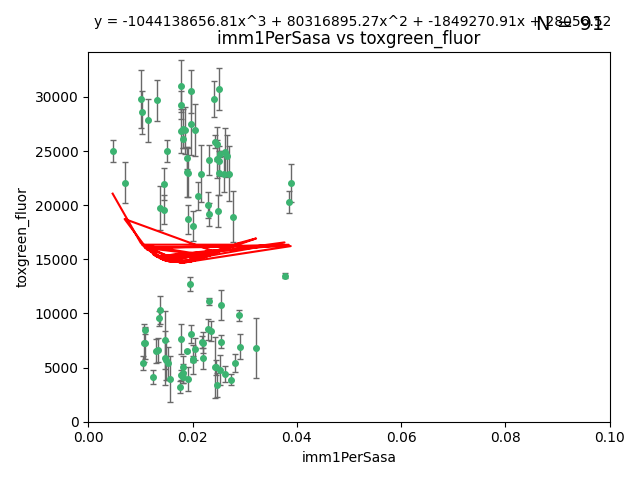 y = -1044138656.81x^3 + 80316895.27x^2 + -1849270.91x + 28056.52
N = 91
imm1PerSasa vs toxgreen_fluor
30000
25000
20000
15000
10000
5000
0
toxgreen_fluor
0.00 0.02 0.04 0.06 0.08 0.10
imm1PerSasa